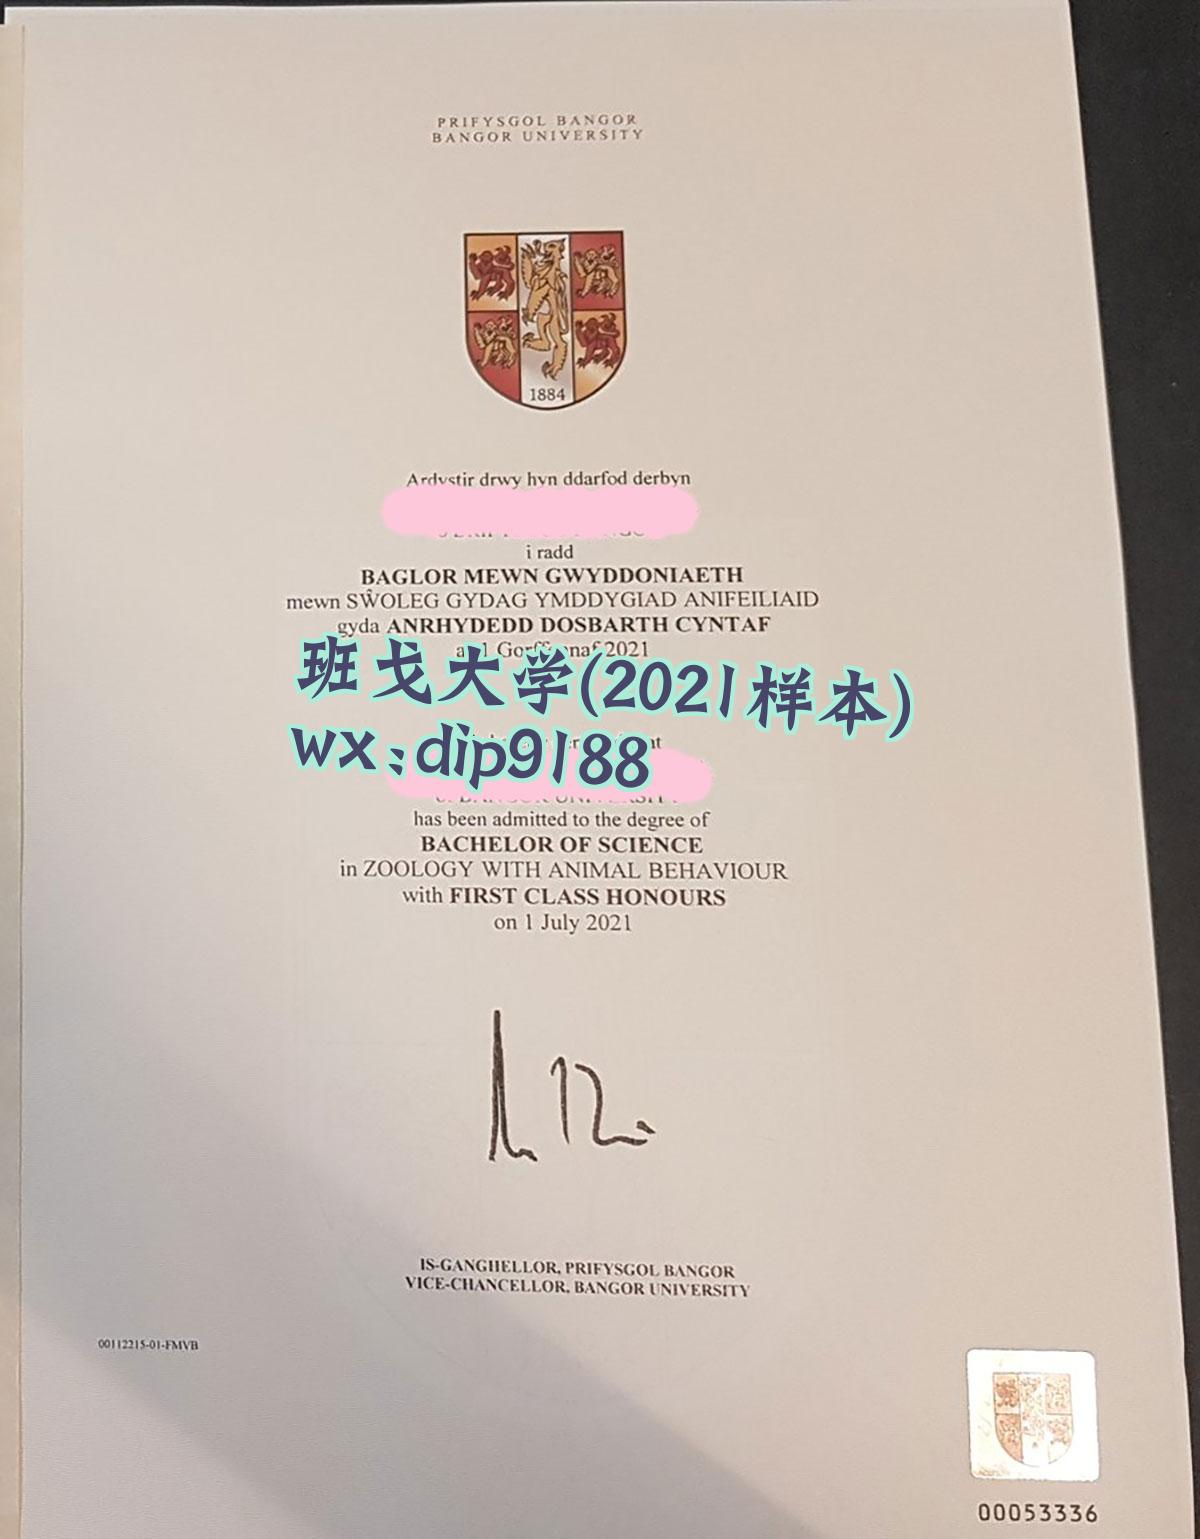 PRIFYSGOL BANGOR
BANGOR UNIVERSITY
1884
Ardystir drwy hyn ddarfod derbyn
i radd
BAGLOR MEWN GWYDDONIAETH
mewn SŴOLEG GYDAG YMDDYGIAD ANIFEILIAID
gyda ANRHYDEDD DOSBARTH CYNTAF
2021
班戈大学(2021样本)
wx:dip9188
has been admitted to the degree of
BACHELOR OF SCIENCE
in ZOOLOGY WITH ANIMAL BEHAVIOUR
with FIRST CLASS HONOURS
on 1 July 2021
IS-GANGHELLOR, PRIFYSGOL BANGOR
VICE-CHANCELLOR, BANGOR UNIVERSITY
00112215-01-FMVB
00053336